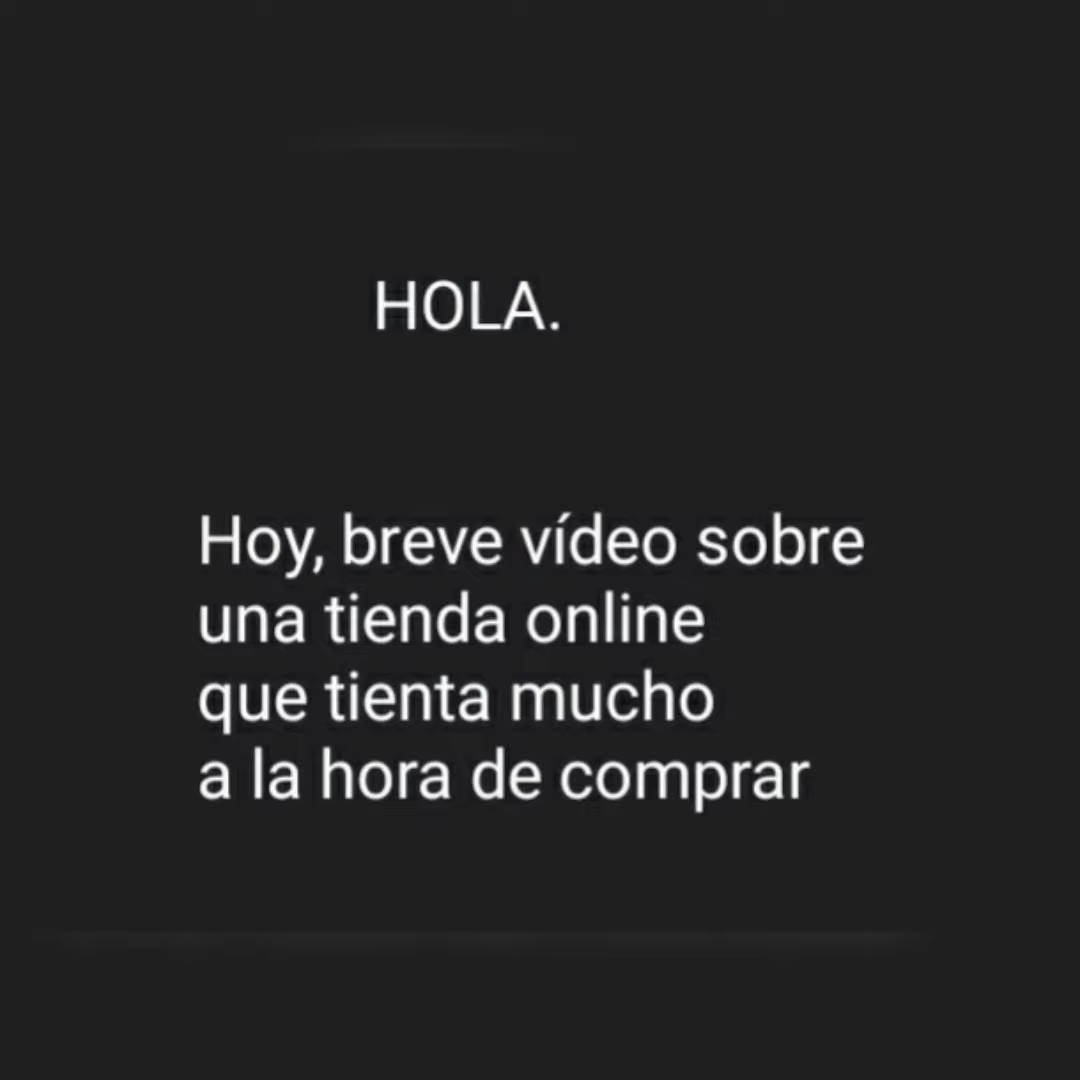 HOLA.
Hoy, breve vídeo sobre
una tienda online
que tienta mucho
a la hora de comprar